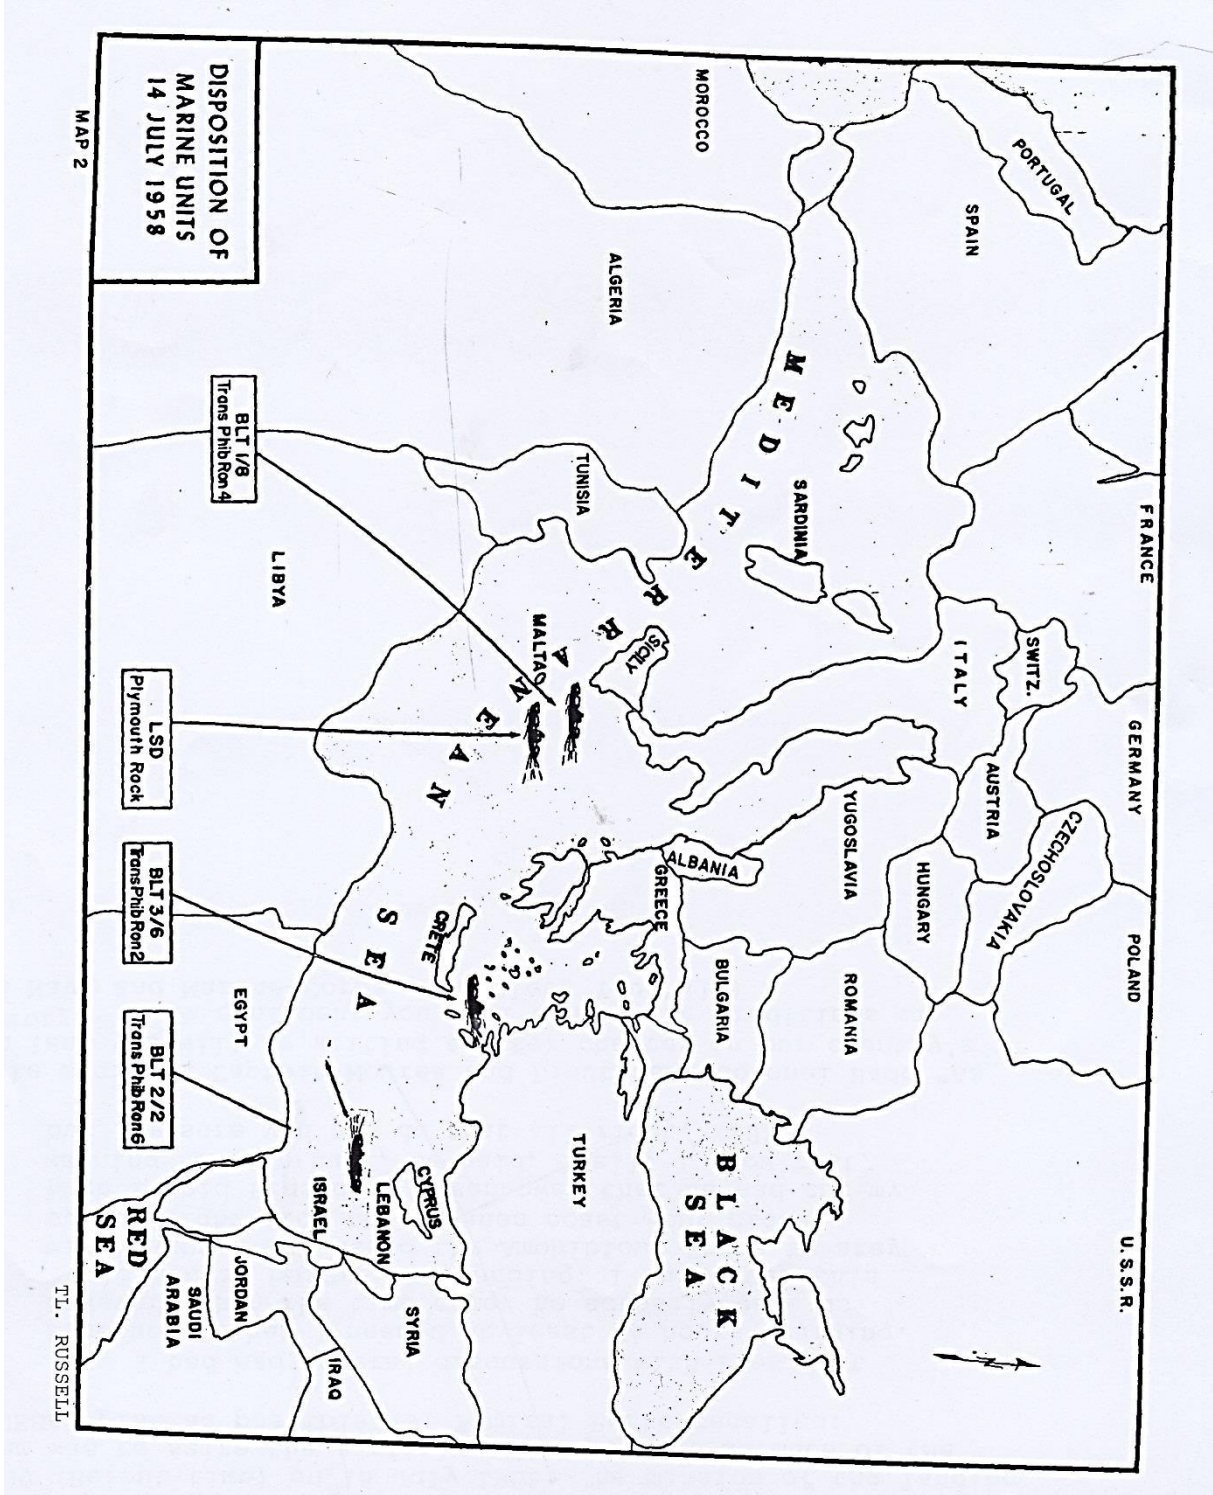 DISPOSITION OF
MARINE UNITS
14 JULY 1958
MAP 2
PORTUGAL
SPAIN
MOROCCO
ALGERIA
FRANCE
GERMANY
POLAND
U.S.S.R.
SWITZ.
ITALY
AUSTRIA
CZECHOSLOVAKIA
HUNGARY
YUGOSLAVIA
ROMANIA
ALBANIA
GREECE
BULGARIA
BLACK
SEA
SARDINIA
SICILY
MALTA
TUNISIA
MEDITERRANEAN
SEA
CRETE
TURKEY
CYPRUS
LEBANON
ISRAEL
SYRIA
LIBYA
EGYPT
JORDAN
SAUDI
ARABIA
IRAQ
RED
SEA
BLT 1/8
Trans Phib Ron 4
LSD
Plymouth Rock
BLT 3/6
Trans Phib Ron 2
BLT 2/2
Trans Phib Ron 6
N
TL. RUSSELL